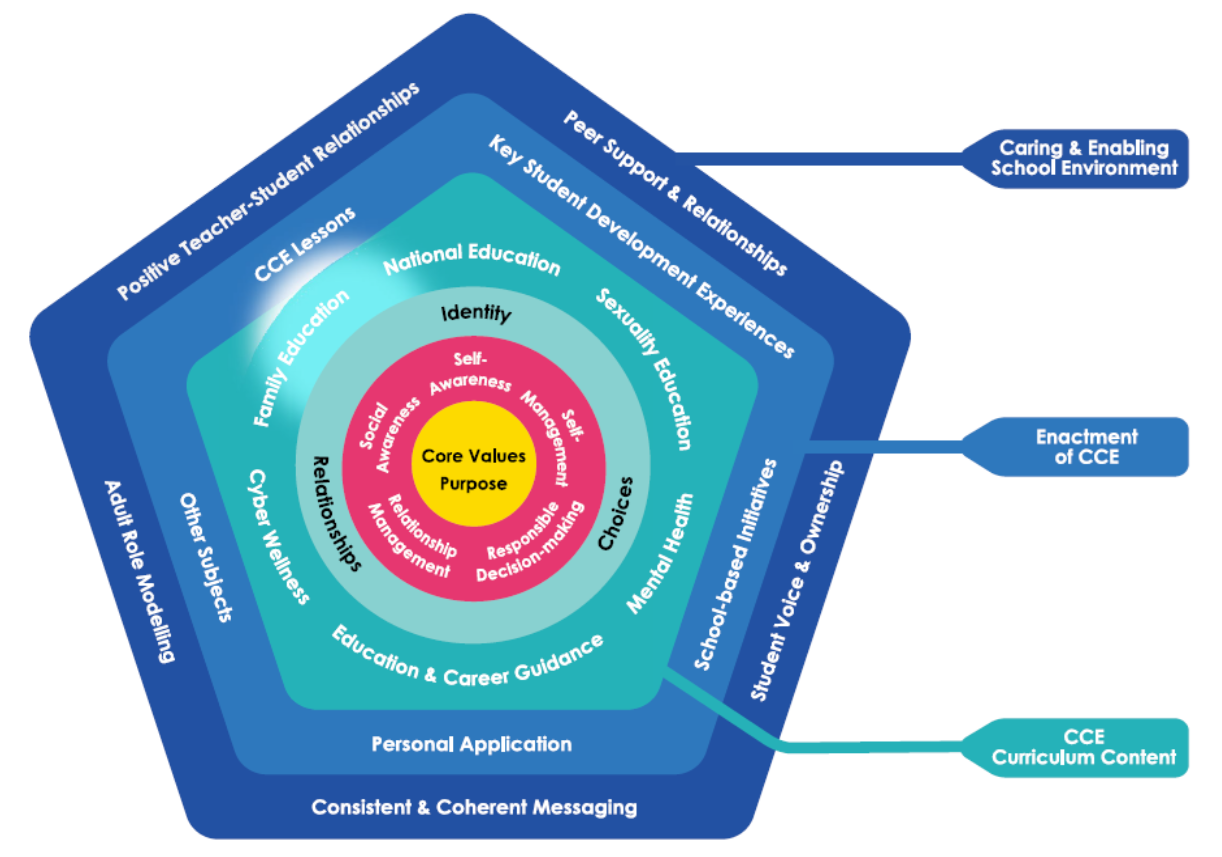 Positive Teacher-Student Relationships
Peer Support & Relationships
Student Voice & Ownership
Consistent & Coherent Messaging
Adult Role Modelling
CCE Lessons
Key Student Development Experiences
School-based Initiatives
Personal Application
Other Subjects
Family Education
National Education
Sexuality Education
Mental Health
Education & Career Guidance
Cyber Wellness
Identity
Choices
Relationships
Self-
Awareness
Self-
Management
Responsible
Decision-making
Relationship
Management
Social
Awareness
Core Values
Purpose
Caring & Enabling
School Environment
Enactment
of CCE
CCE
Curriculum Content